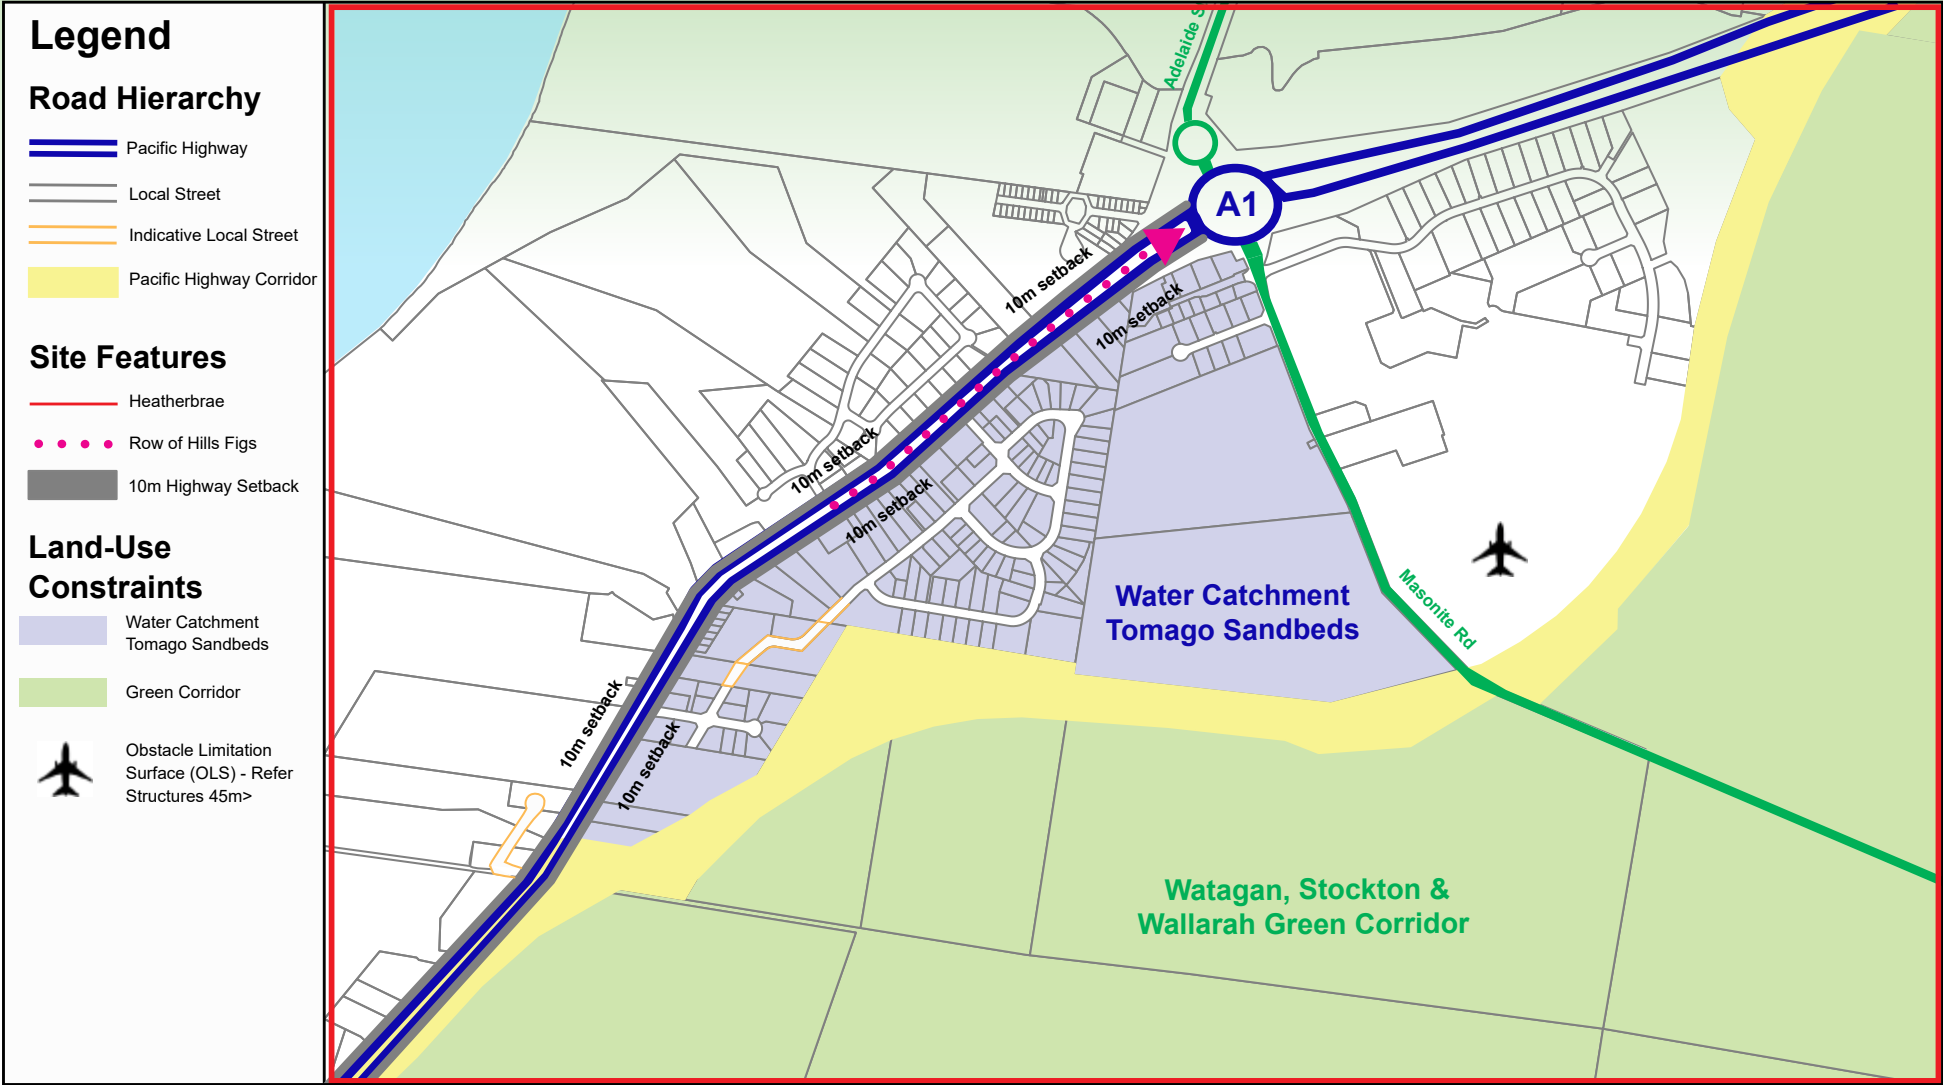 Legend
Road Hierarchy
Pacific Highway
Local Street
Indicative Local Street
Pacific Highway Corridor
Site Features
Heatherbrae
Row of Hills Figs
10m Highway Setback
Land-Use
Constraints
Water Catchment
Tomago Sandbeds
Green Corridor
Obstacle Limitation
Surface (OLS) - Refer
Structures 45m>
Adelaide
A1
10m setback
10m setback
10m setback
10m setback
10m setback
10m setback
Water Catchment
Tomago Sandbeds
Masonite Rd
Watagan, Stockton &
Wallarah Green Corridor